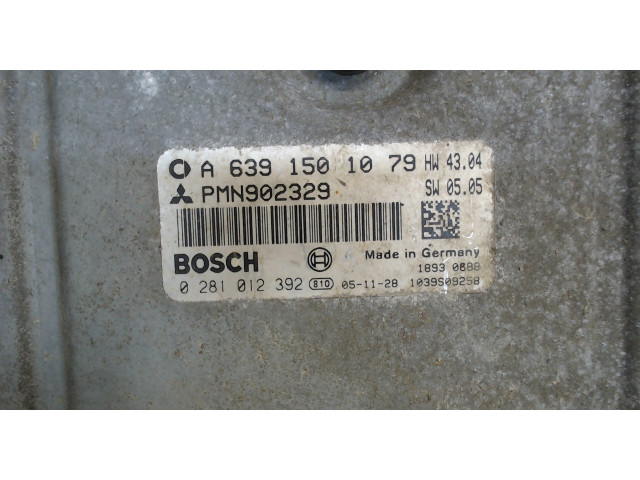 A 639 150 10 79 HW 43.04
PMN902329 SW 05.05
BOSCH Made in Germany
1893 0688
0 281 012 392 810 05-11-28 1039S09258